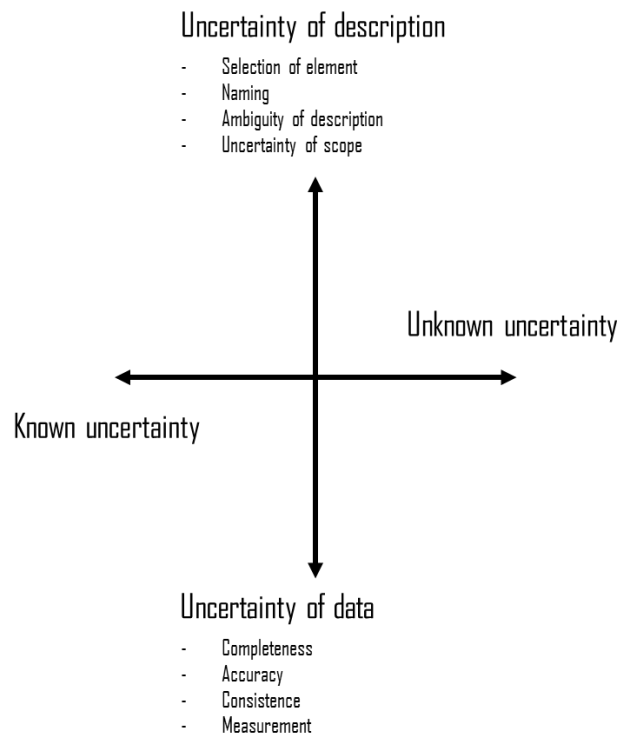 Uncertainty of description
- Selection of element
- Naming
- Ambiguity of description
- Uncertainty of scope
Unknown uncertainty
Known uncertainty
Uncertainty of data
- Completeness
- Accuracy
- Consistence
- Measurement